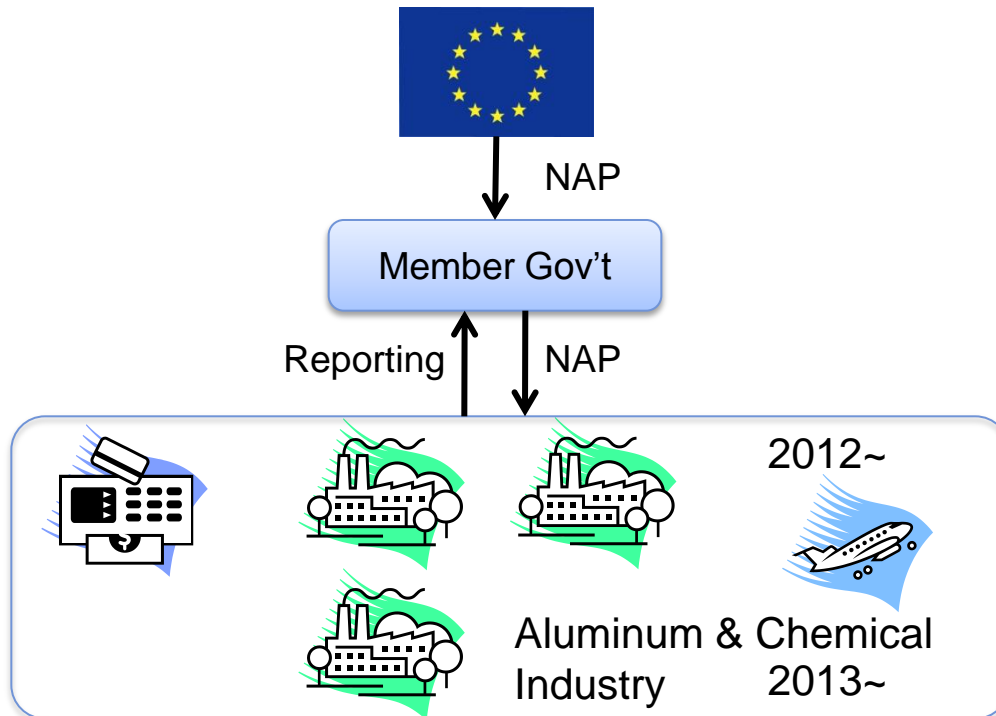 NAP
Member Gov't
Reporting
NAP
2012~
$
Aluminum & Chemical
Industry
2013~